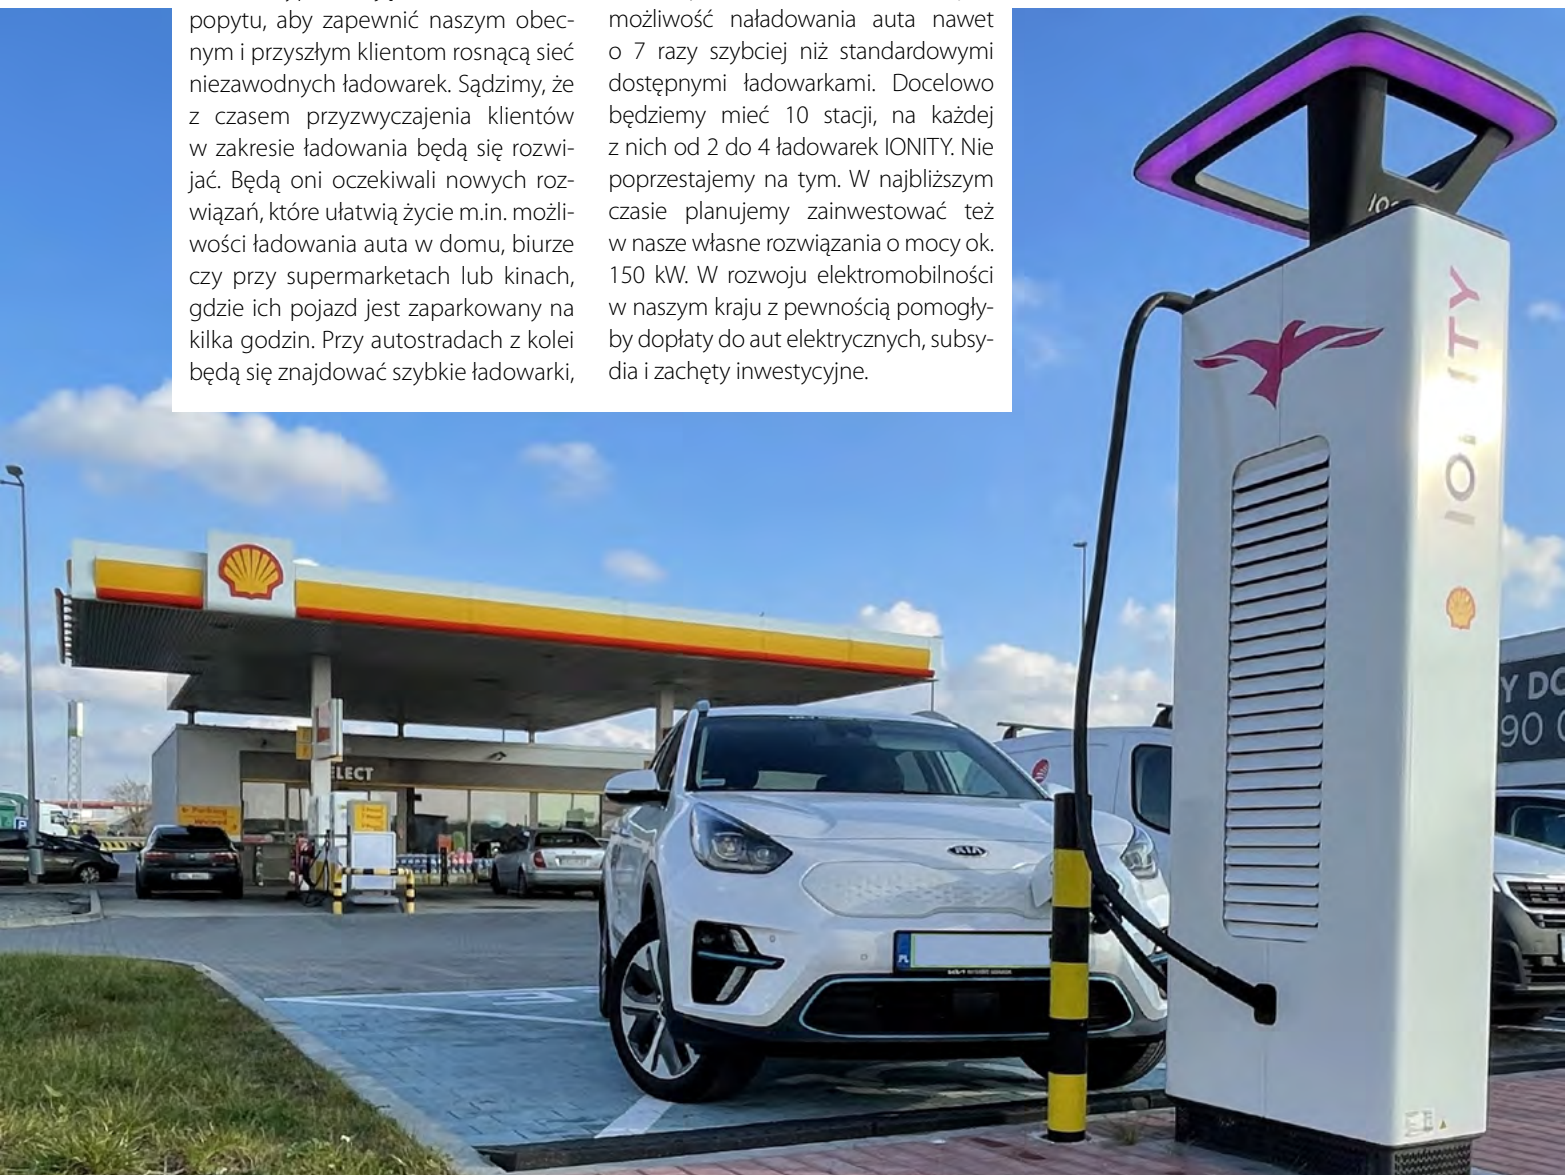 popytu, aby zapewnić naszym obec-
nym i przyszłym klientom rosnącą sieć
niezawodnych ładowarek. Sądzimy, że
z czasem przyzwyczajenia klientów
w zakresie ładowania będą się rozwi-
jać. Będą oni oczekiwali nowych roz-
wiązań, które ułatwią życie m.in. możli-
wości ładowania auta w domu, biurze
czy przy supermarketach lub kinach,
gdzie ich pojazd jest zaparkowany na
kilka godzin. Przy autostradach z kolei
będą się znajdować szybkie ładowarki,
możliwość naładowania auta nawet
o 7 razy szybciej niż standardowymi
dostępnymi ładowarkami. Docelowo
będziemy mieć 10 stacji, na każdej
z nich od 2 do 4 ładowarek IONITY. Nie
poprzestajemy na tym. W najbliższym
czasie planujemy zainwestować też
w nasze własne rozwiązania o mocy ok.
150 kW. W rozwoju elektromobilności
w naszym kraju z pewnością pomogły-
by dopłaty do aut elektrycznych, subsy-
dia i zachęty inwestycyjne.
IONITY
ELECT
KIA
PL
P
Y DO
90